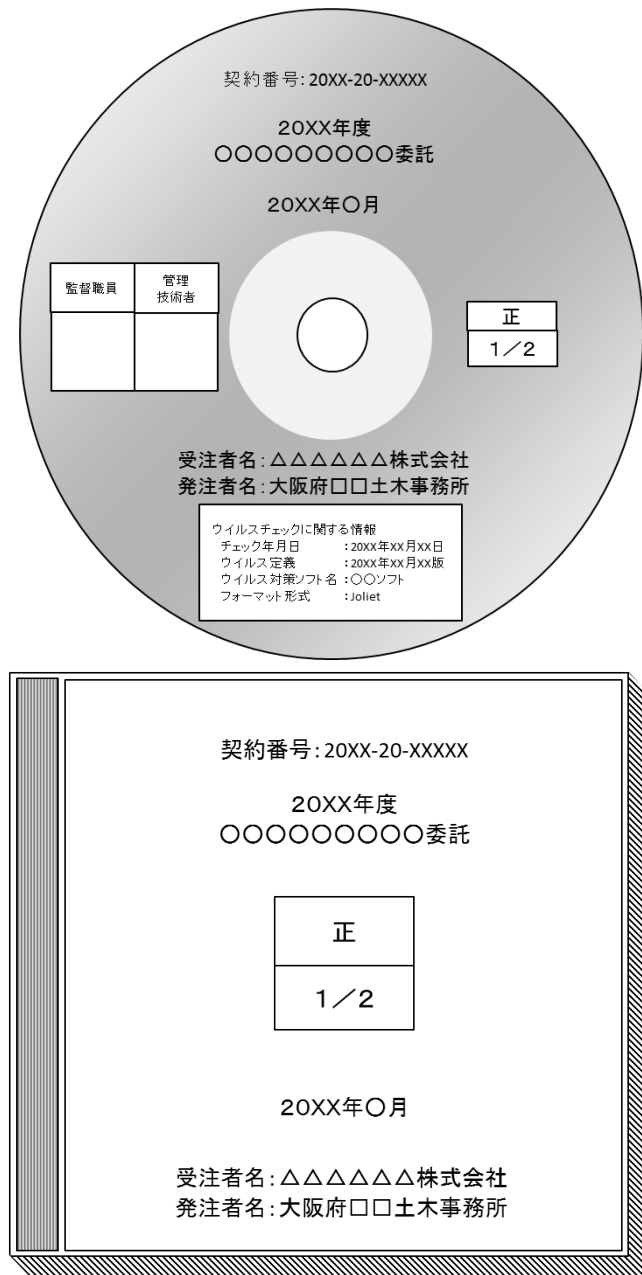 契約番号:20XX-20-XXXXX
20XX年度
○○○○○○○○○委託
20XX年○月
監督職員
管理
技術者
正
1／2
受注者名:△△△△△△株式会社
発注者名:大阪府□□土木事務所
ウイルスチェックに関する情報
チェック年月日 :20XX年XX月XX日
ウイルス定義 :20XX年XX月XX版
ウイルス対策ソフト名 :○○ソフト
フォーマット形式 :Joliet
契約番号:20XX-20-XXXXX
20XX年度
○○○○○○○○○委託
正
1／2
20XX年○月
受注者名:△△△△△△株式会社
発注者名:大阪府□□土木事務所